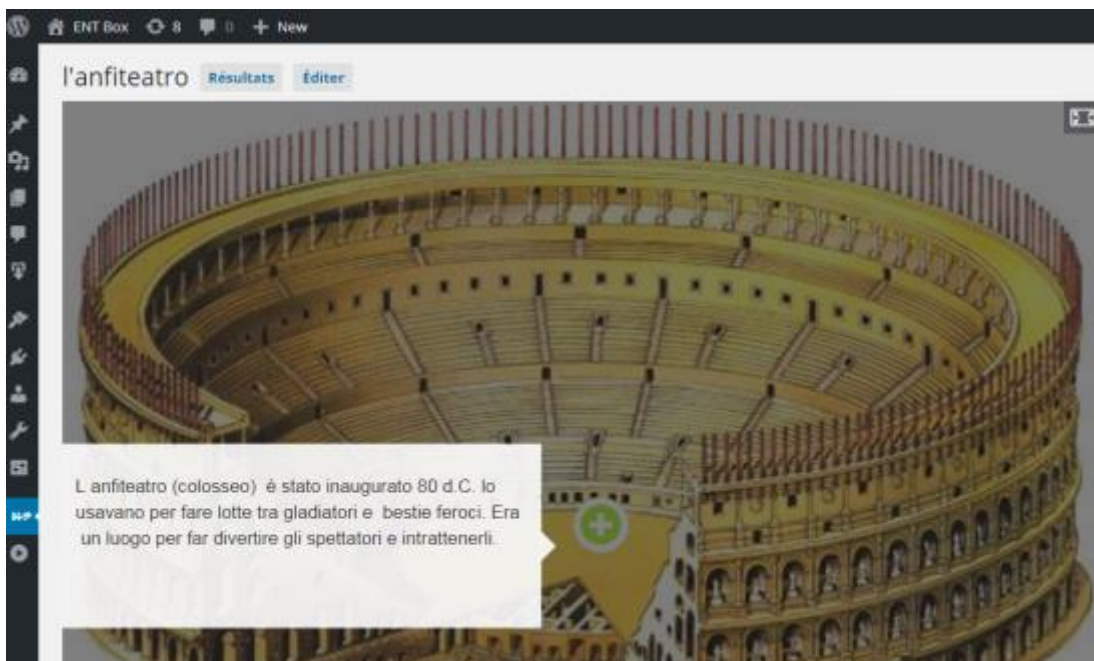 ENT Box 8 0 + New
l'anfiteatro Résultats Éditer
L anfiteatro (colosseo) è stato inaugurato 80 d.C. lo
usavano per fare lotte tra gladiatori e bestie feroci. Era
un luogo per far divertire gli spettatori e intrattenerli.